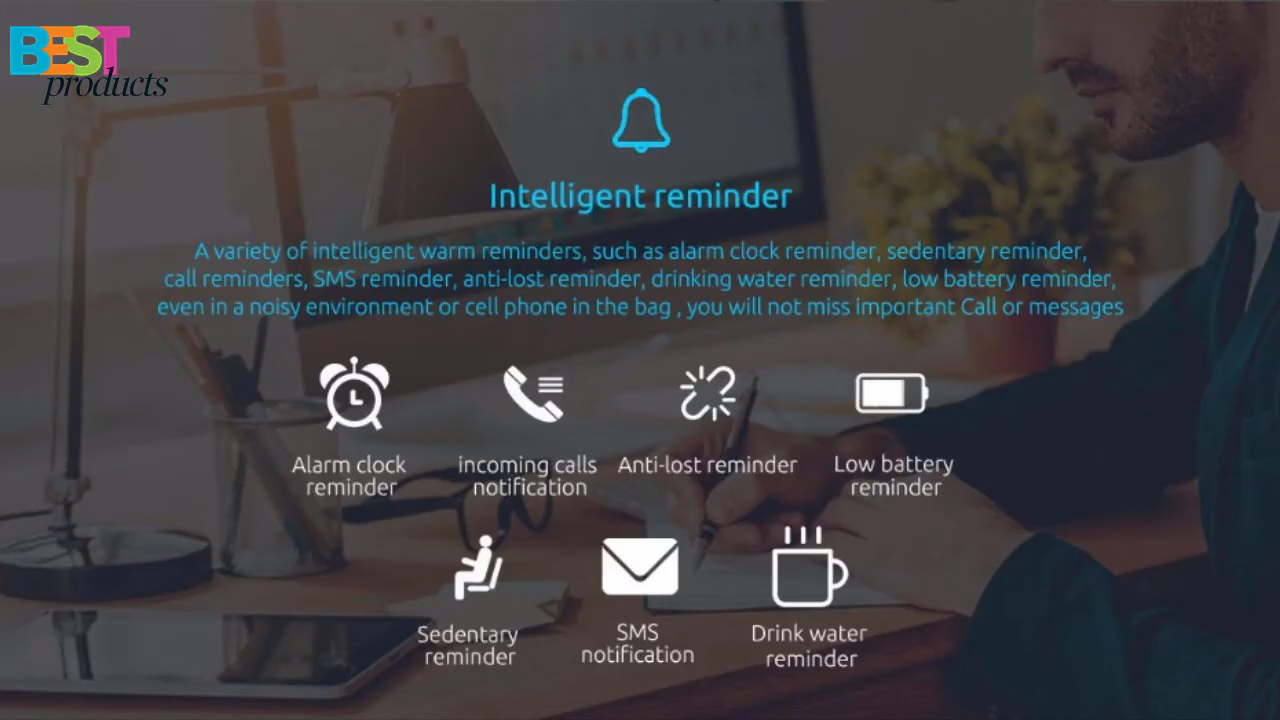 BEST
products
Intelligent reminder
A variety of intelligent warm reminders, such as alarm clock reminder, sedentary reminder,
call reminders, SMS reminder, anti-lost reminder, drinking water reminder, low battery reminder,
even in a noisy environment or cell phone in the bag , you will not miss important Call or messages
Alarm clock
reminder
incoming calls
notification
Anti-lost reminder
Low battery
reminder
Sedentary
reminder
SMS
notification
Drink water
reminder